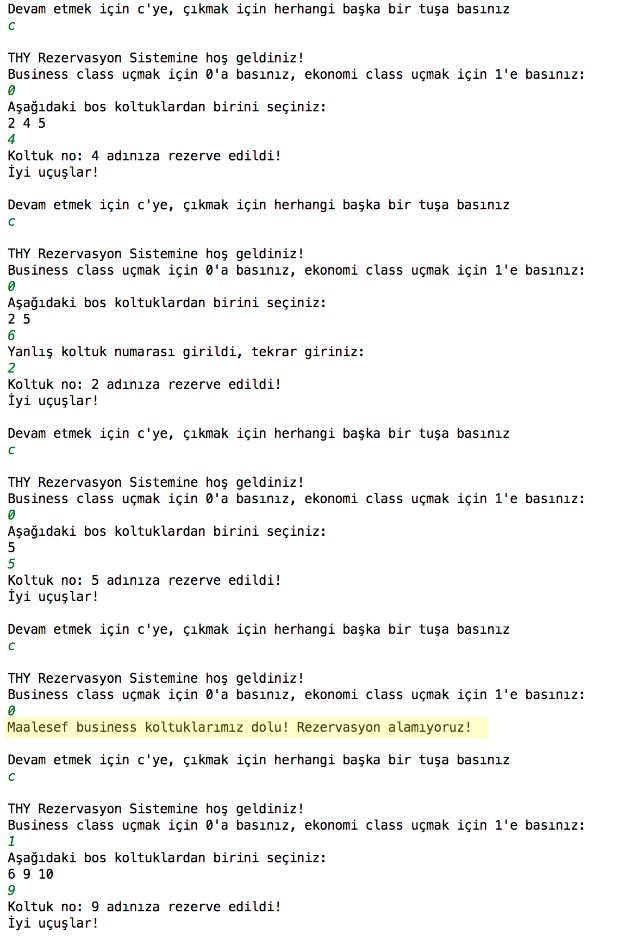 Devam etmek için c'ye, çıkmak için herhangi başka bir tuşa basınız
c
THY Rezervasyon Sistemine hoş geldiniz!
Business class uçmak için 0'a basınız, ekonomi class uçmak için 1'e basınız:
0
Aşağıdaki bos koltuklardan birini seçiniz:
2 4 5
4
Koltuk no: 4 adınıza rezerve edildi!
İyi uçuşlar!
Devam etmek için c'ye, çıkmak için herhangi başka bir tuşa basınız
c
THY Rezervasyon Sistemine hoş geldiniz!
Business class uçmak için 0'a basınız, ekonomi class uçmak için 1'e basınız:
0
Aşağıdaki bos koltuklardan birini seçiniz:
2 5
6
Yanlış koltuk numarası girildi, tekrar giriniz:
2
Koltuk no: 2 adınıza rezerve edildi!
İyi uçuşlar!
Devam etmek için c'ye, çıkmak için herhangi başka bir tuşa basınız
c
THY Rezervasyon Sistemine hoş geldiniz!
Business class uçmak için 0'a basınız, ekonomi class uçmak için 1'e basınız:
0
Aşağıdaki bos koltuklardan birini seçiniz:
5
5
Koltuk no: 5 adınıza rezerve edildi!
İyi uçuşlar!
Devam etmek için c'ye, çıkmak için herhangi başka bir tuşa basınız
c
THY Rezervasyon Sistemine hoş geldiniz!
Business class uçmak için 0'a basınız, ekonomi class uçmak için 1'e basınız:
0
Maalesef business koltuklarımız dolu! Rezervasyon alamıyoruz!
Devam etmek için c'ye, çıkmak için herhangi başka bir tuşa basınız
c
THY Rezervasyon Sistemine hoş geldiniz!
Business class uçmak için 0'a basınız, ekonomi class uçmak için 1'e basınız:
1
Aşağıdaki bos koltuklardan birini seçiniz:
6 9 10
9
Koltuk no: 9 adınıza rezerve edildi!
İyi uçuşlar!